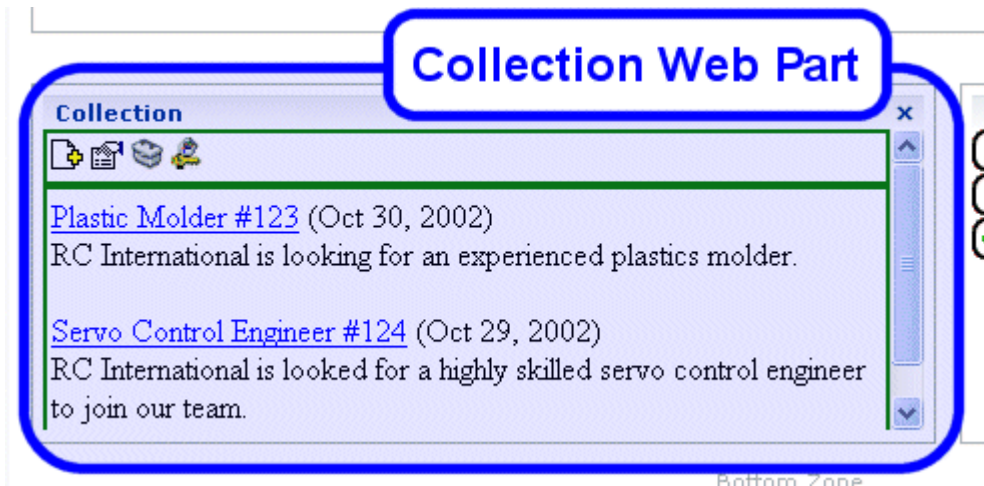 Collection Web Part
Collection
Plastic Molder #123 (Oct 30, 2002)
RC International is looking for an experienced plastics molder.
Servo Control Engineer #124 (Oct 29, 2002)
RC International is looked for a highly skilled servo control engineer
to join our team.
Bottom Zone